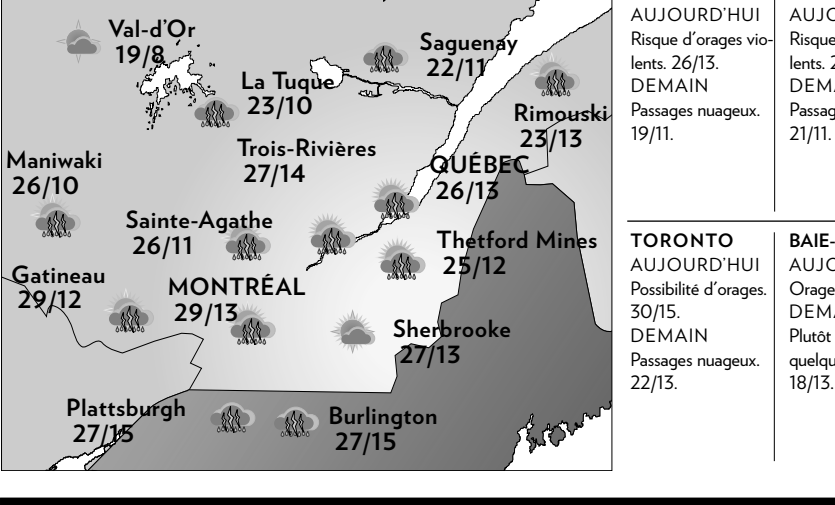 Val-d'Or
19/8
Saguenay
22/11
La Tuque
23/10
Rimouski
23/13
Trois-Rivières
27/14
Maniwaki
26/10
QUÉBEC
26/13
Sainte-Agathe
26/11
Thetford Mines
25/12
Gatineau
29/12
MONTRÉAL
29/13
Sherbrooke
27/13
Plattsburgh
27/15
Burlington
27/15
AUJOURD'HUI
Risque d'orages vio-
lents. 26/13.
DEMAIN
Passages nuageux.
19/11.
AUJO
Risque
lents. 2
DEMA
Passag
21/11.
TORONTO
AUJOURD'HUI
Possibilité d'orages.
30/15.
DEMAIN
Passages nuageux.
22/13.
BAIE-
AUJO
Orage
DEMA
Plutôt
quelqu
18/13.